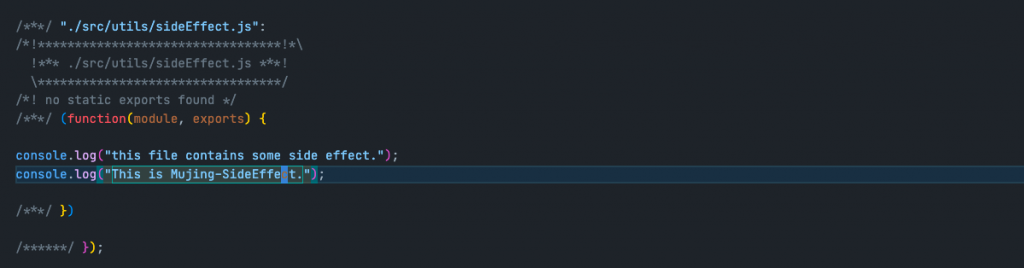 /***/ "./src/utils/sideEffect.js":
/*!*********************************!*\
  !*** ./src/utils/sideEffect.js ***!
  \*********************************/
/*! no static exports found */
/***/ (function(module, exports) {
console.log("this file contains some side effect.");
console.log("This is Mujing-SideEffect.");
/***/ })
/******/ });